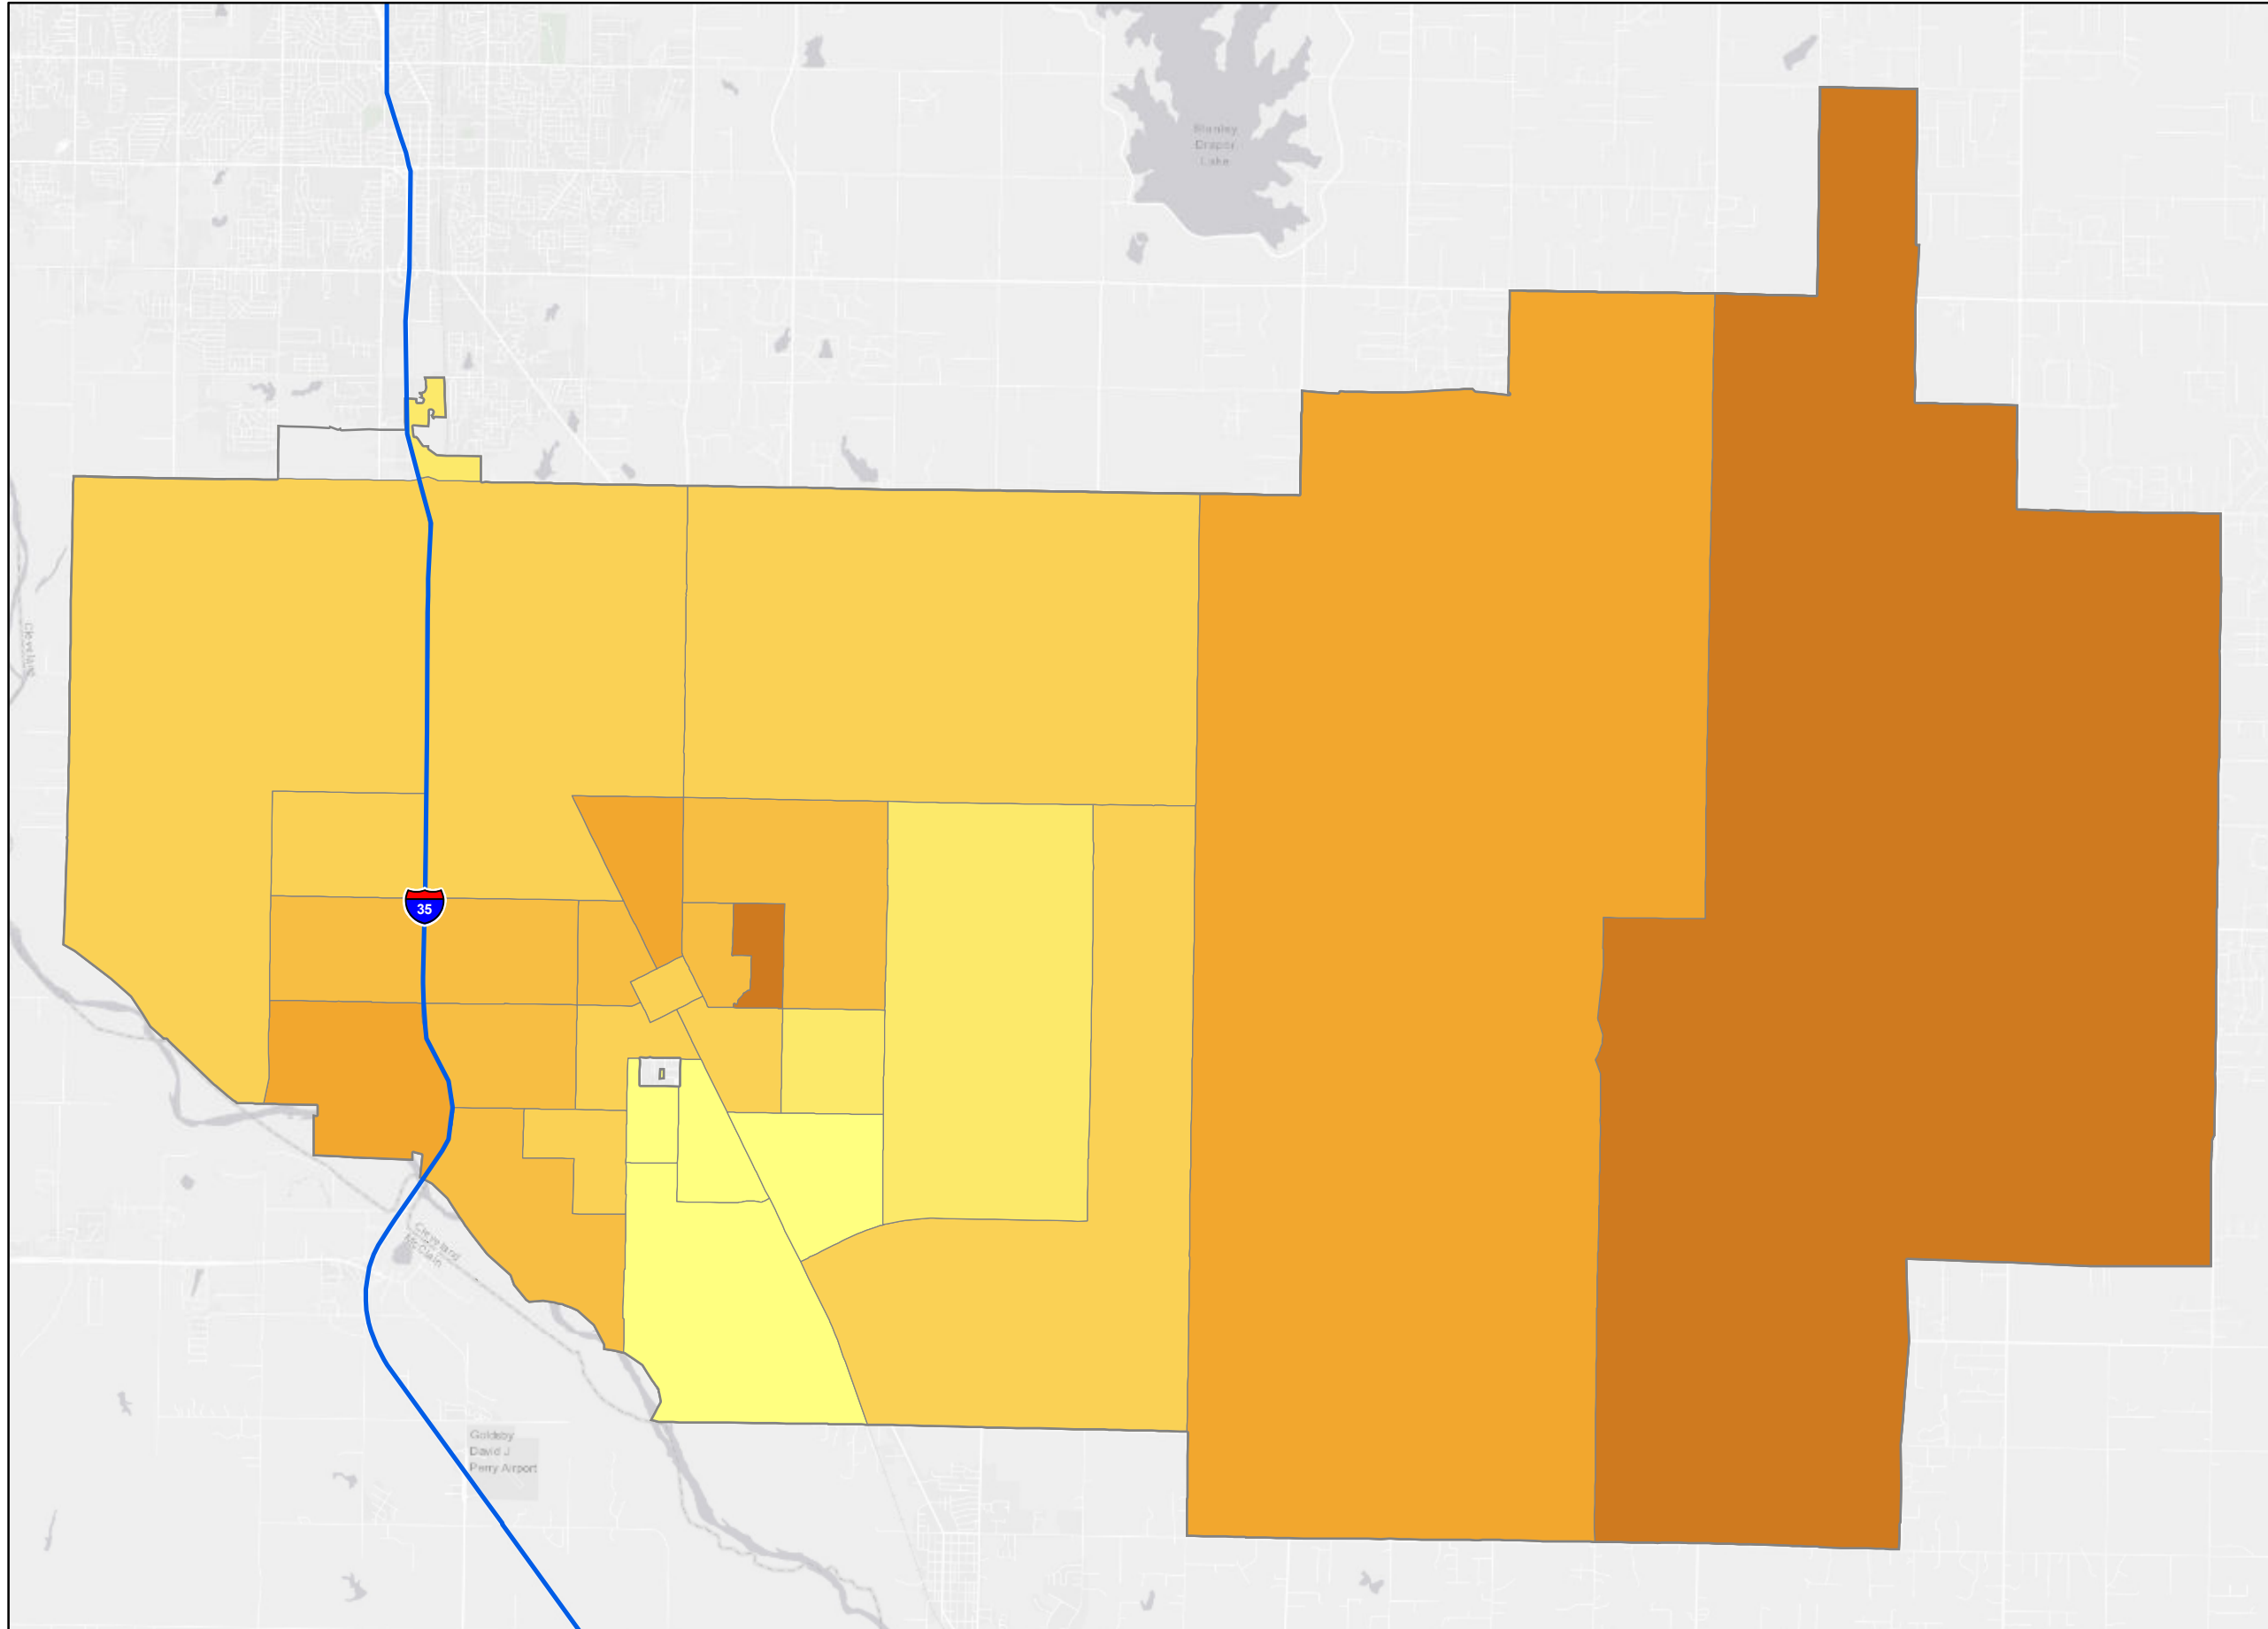 Stanley
Draper
Lake
Cleveland
35
Cleveland
McClain
Goldsby
David J
Perry Airport